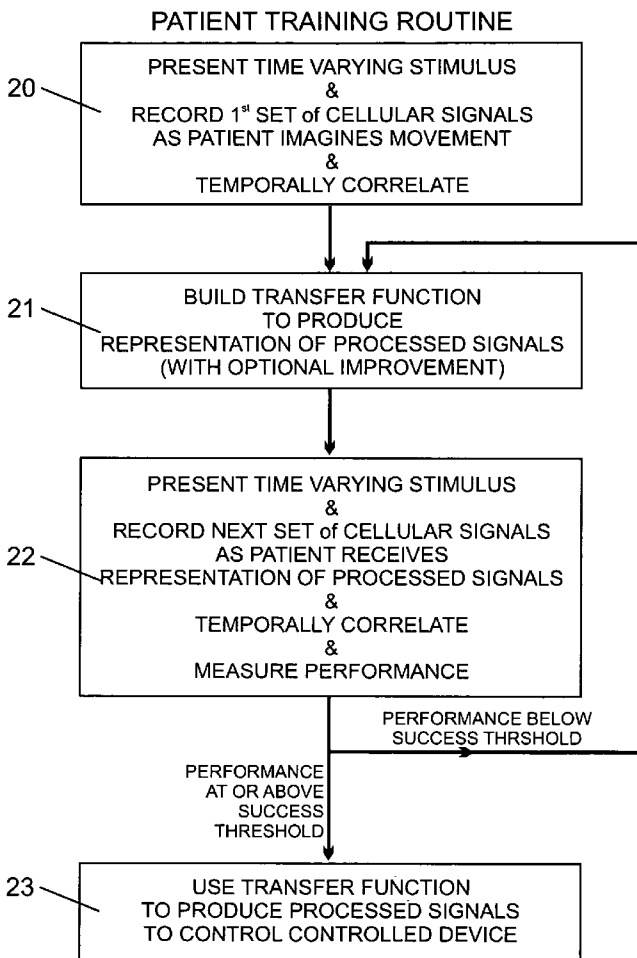 PATIENT TRAINING ROUTINE
20
PRESENT TIME VARYING STIMULUS
&
RECORD 1st SET of CELLULAR SIGNALS
AS PATIENT IMAGINES MOVEMENT
&
TEMPORALLY CORRELATE
21
BUILD TRANSFER FUNCTION
TO PRODUCE
REPRESENTATION OF PROCESSED SIGNALS
(WITH OPTIONAL IMPROVEMENT)
22
PRESENT TIME VARYING STIMULUS
&
RECORD NEXT SET of CELLULAR SIGNALS
AS PATIENT RECEIVES
REPRESENTATION OF PROCESSED SIGNALS
&
TEMPORALLY CORRELATE
&
MEASURE PERFORMANCE
PERFORMANCE BELOW
SUCCESS THRSHOLD
PERFORMANCE
AT OR ABOVE
SUCCESS
THRESHOLD
23
USE TRANSFER FUNCTION
TO PRODUCE PROCESSED SIGNALS
TO CONTROL CONTROLLED DEVICE